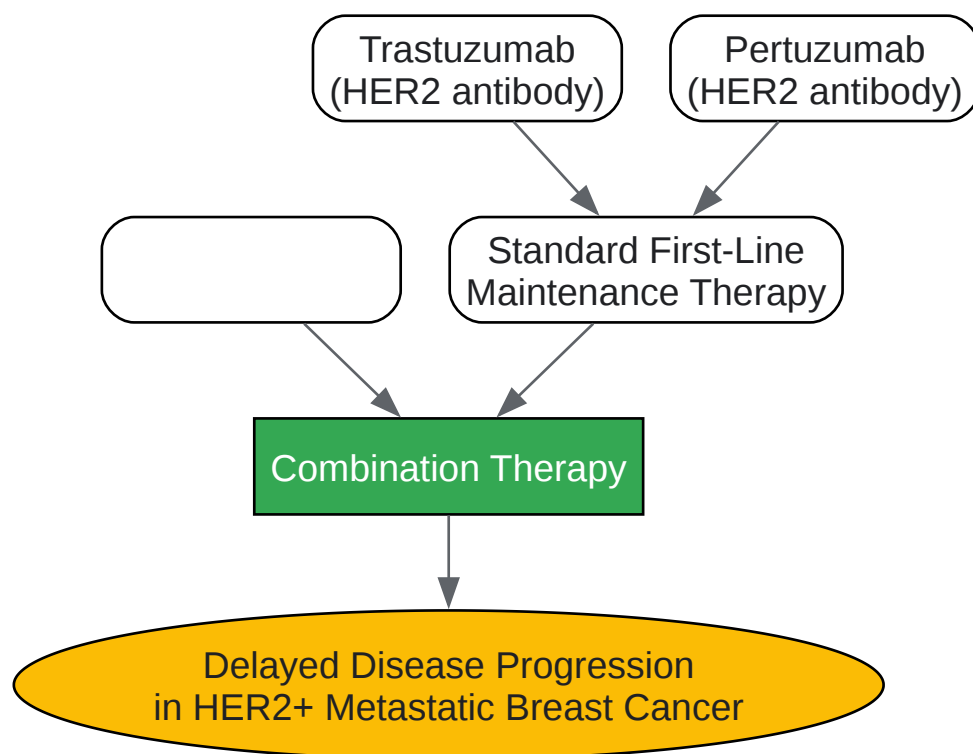 Trastuzumab
(HER2 antibody)
Pertuzumab
(HER2 antibody)
Standard First-Line
Maintenance Therapy
Combination Therapy
Delayed Disease Progression
in HER2+ Metastatic Breast Cancer